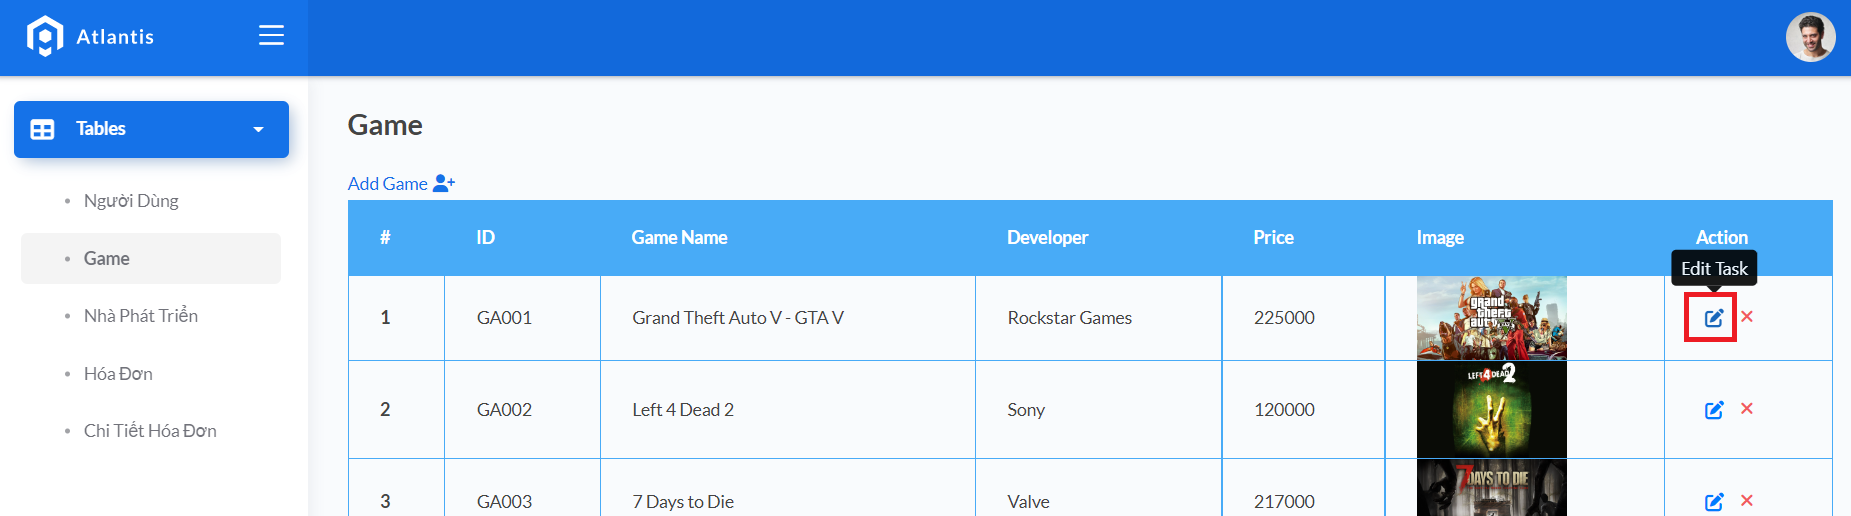 Atlantis
Tables
Người Dùng
Game
Nhà Phát Triển
Hóa Đơn
Chi Tiết Hóa Đơn
Game
Add Game
# ID Game Name Developer Price Image Action
Edit Task
1 GA001 Grand Theft Auto V - GTA V Rockstar Games 225000
grand
theft
auto
2 GA002 Left 4 Dead 2 Sony 120000
LEFT 4 DEAD 2
3 GA003 7 Days to Die Valve 217000
7 DAYS TO DIE